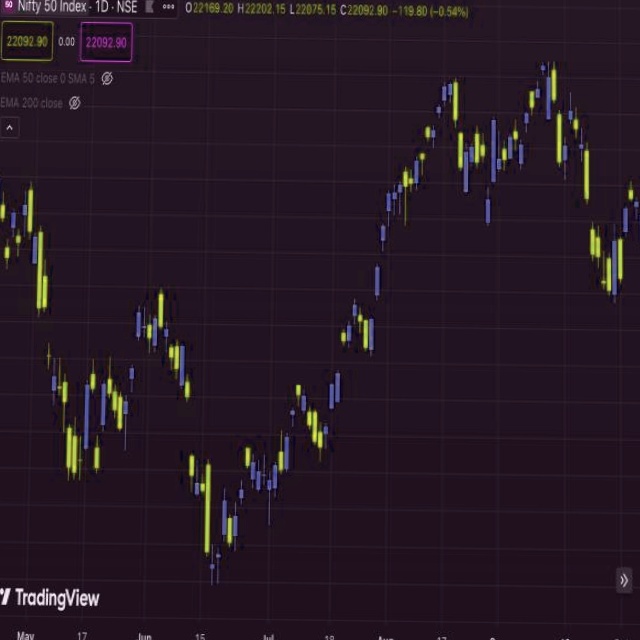 50 Nifty 50 Index · 1D · NSE O22169.20 H22202.15 L22075.15 C22092.90 −119.80 (−0.54%)
22092.90 0.00 22092.90
EMA 50 close 0 SMA 5
EMA 200 close
TradingView
May 17 Jun 15 Jul 18 Aug 17